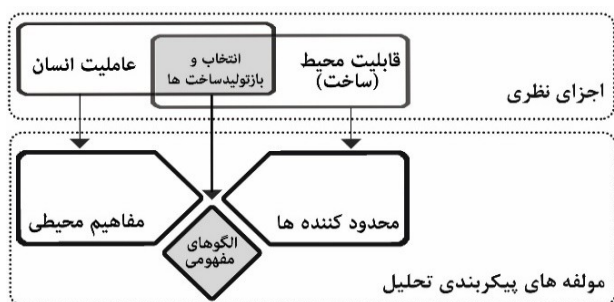 قابلیت محیط
(ساخت)
انتخاب و
بازتولیدساخت ها
عاملیت انسان
اجزای نظری
محدود کننده ها
الگوهای
مفهومی
مفاهیم محیطی
مولفه های پیکربندی تحلیل